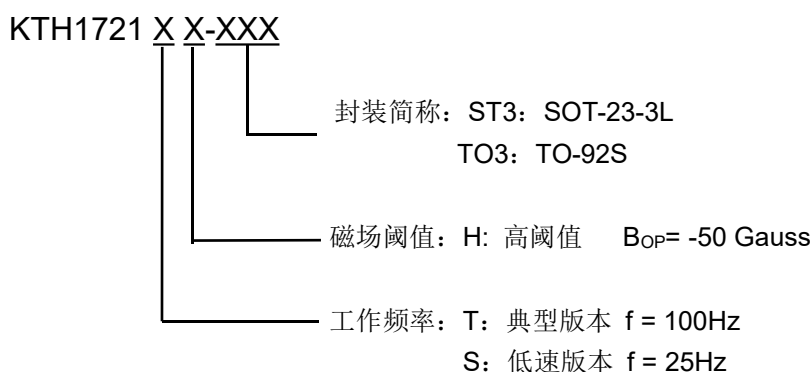 KTH1721 X X-XXX
封装简称：ST3：SOT-23-3L
TO3：TO-92S
磁场阈值：H: 高阈值 BOP= -50 Gauss
工作频率：T：典型版本 f = 100Hz
S：低速版本 f = 25Hz